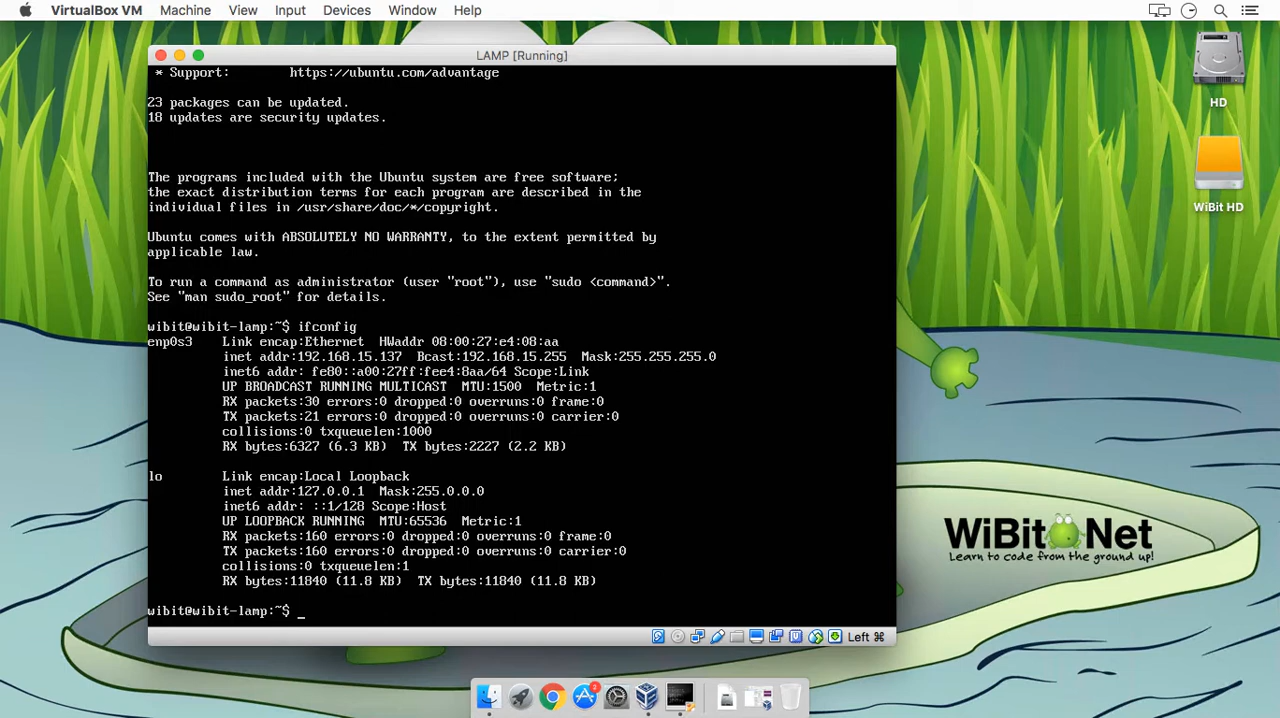 VirtualBox VM Machine View Input Devices Window Help
LAMP [Running]
* Support: https://ubuntu.com/advantage
23 packages can be updated.
18 updates are security updates.
The programs included with the Ubuntu system are free software;
the exact distribution terms for each program are described in the
individual files in /usr/share/doc/*/copyright.
Ubuntu comes with ABSOLUTELY NO WARRANTY, to the extent permitted by
applicable law.
To run a command as administrator (user "root"), use "sudo <command>".
See "man sudo_root" for details.
wibit@wibit-lamp:~$ ifconfig
enp0s3 Link encap:Ethernet HWaddr 08:00:27:e4:08:aa
inet addr:192.168.15.137 Bcast:192.168.15.255 Mask:255.255.255.0
inet6 addr: fe80::a00:27ff:fee4:8aa/64 Scope:Link
UP BROADCAST RUNNING MULTICAST MTU:1500 Metric:1
RX packets:30 errors:0 dropped:0 overruns:0 frame:0
TX packets:21 errors:0 dropped:0 overruns:0 carrier:0
collisions:0 txqueuelen:1000
RX bytes:6327 (6.3 KB) TX bytes:2227 (2.2 KB)
lo Link encap:Local Loopback
inet addr:127.0.0.1 Mask:255.0.0.0
inet6 addr: ::1/128 Scope:Host
UP LOOPBACK RUNNING MTU:65536 Metric:1
RX packets:160 errors:0 dropped:0 overruns:0 frame:0
TX packets:160 errors:0 dropped:0 overruns:0 carrier:0
collisions:0 txqueuelen:1
RX bytes:11840 (11.8 KB) TX bytes:11840 (11.8 KB)
wibit@wibit-lamp:~$ _
Left ⌘
HD
WiBit HD
WiBit Net
Learn to code from the ground up!